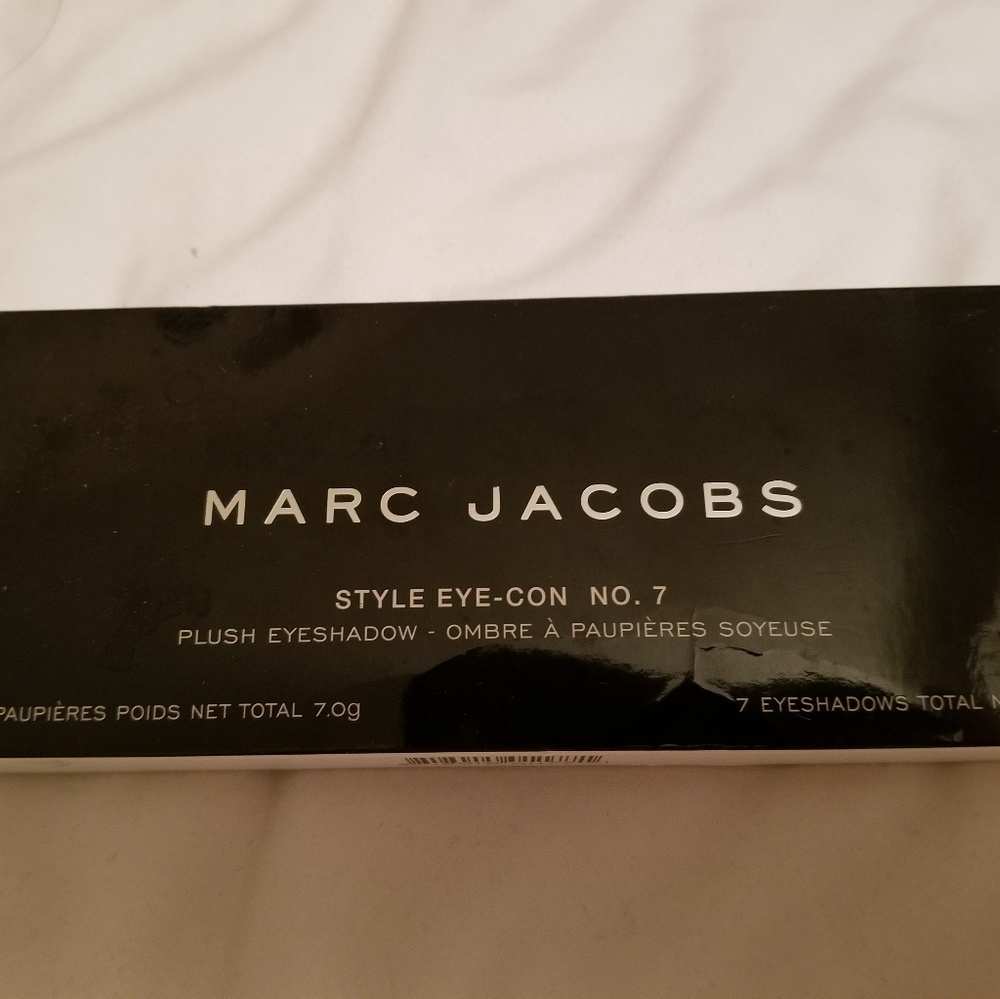 MARC JACOBS
STYLE EYE-CON NO. 7
PLUSH EYESHADOW - OMBRE À PAUPIÈRES SOYEUSE
PAUPIÈRES POIDS NET TOTAL 7.0g
7 EYESHADOWS TOTAL